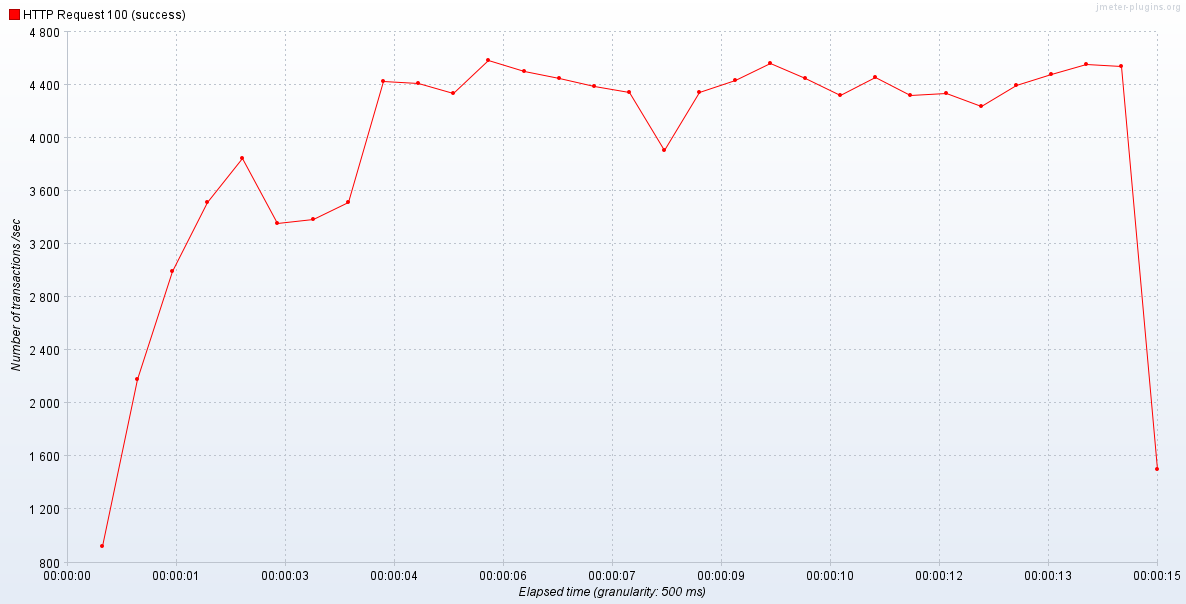 jmeter-plugins.org
HTTP Request 100 (success)
4 800
4 400
4 000
3 600
3 200
2 800
2 400
2 000
1 600
1 200
800
Number of transactions /sec
00:00:00 00:00:01 00:00:03 00:00:04 00:00:06 00:00:07 00:00:09 00:00:10 00:00:12 00:00:13 00:00:15
Elapsed time (granularity: 500 ms)